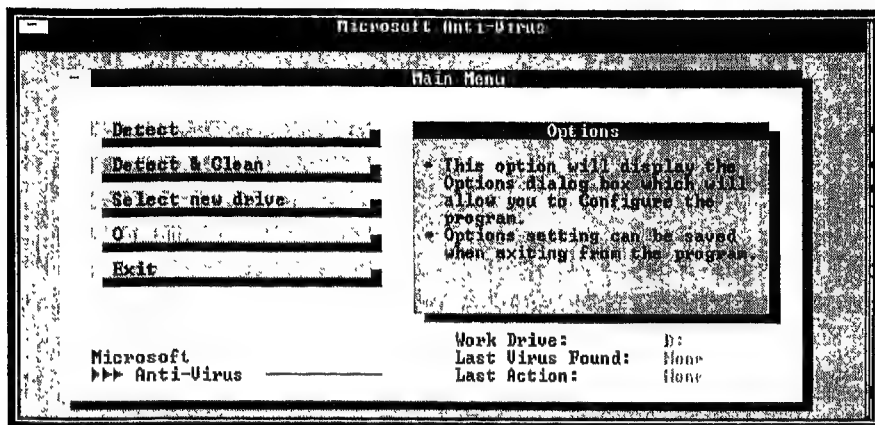 Microsoft Anti-Virus
Main Menu
Detect
Detect & Clean
Select new drive
O
Exit
Options
• This option will display the
Options dialog box which will
allow you to Configure the
program.
• Options setting can be saved
when exiting from the program.
Work Drive: D:
Last Virus Found: None
Last Action: None
Microsoft
▶▶▶ Anti-Virus